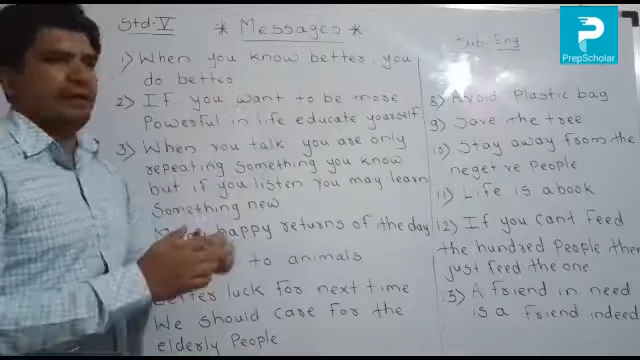 Std-V
* Messages *
Sub-Eng
PrepScholar
1) When you know better, you
do better
2) If you want to be more
Powerful in life educate yourself
3) When You talk You are only
repeating something you know
but if you listen You may learn
Something new
happy returns of the day
to animals
Better luck for next time
We should care for the
elderly People
8) Avoid Plastic bag
9) Save the tree
10) Stay away from the
negetive People
11) Life is a book
12) If you cant Feed
the hundred People then
just feed the one
13) A friend in need
is a friend indeed